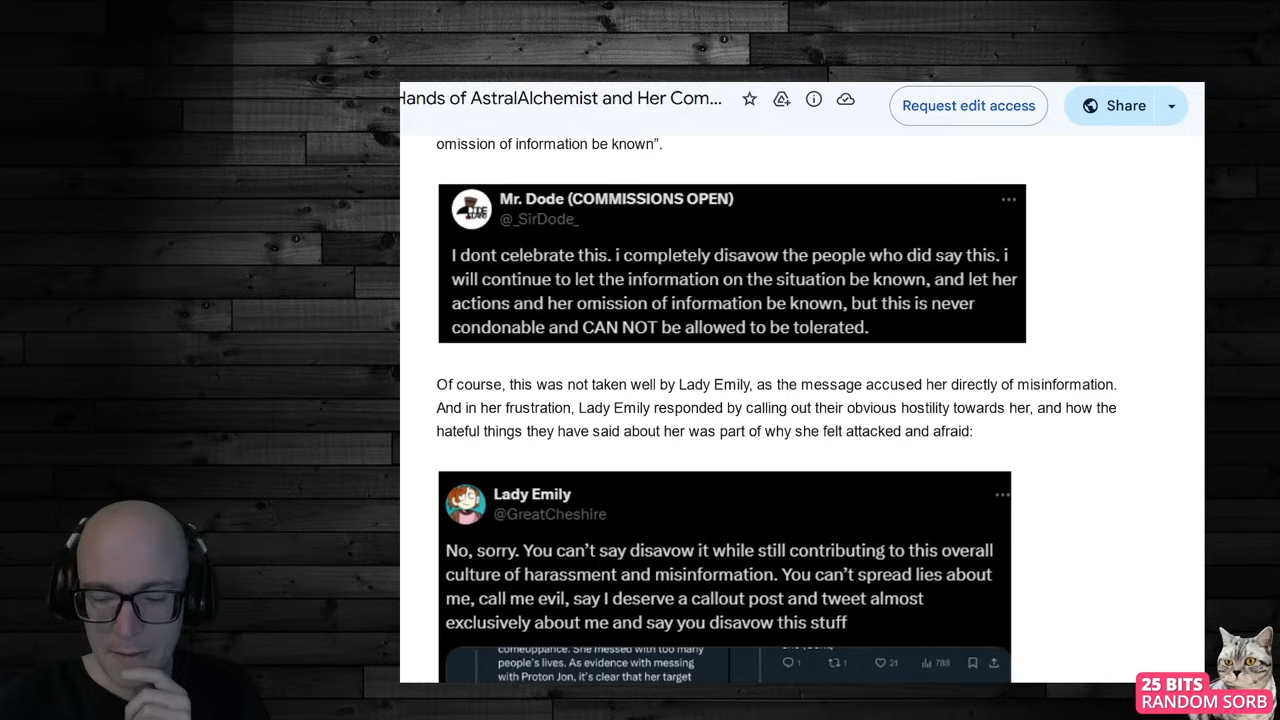 Hands of AstralAlchemist and Her Com...
Request edit access
Share
omission of information be known".
Mr. Dode (COMMISSIONS OPEN)
@_SirDode_
I dont celebrate this. i completely disavow the people who did say this. i
will continue to let the information on the situation be known, and let her
actions and her omission of information be known, but this is never
condonable and CAN NOT be allowed to be tolerated.
Of course, this was not taken well by Lady Emily, as the message accused her directly of misinformation.
And in her frustration, Lady Emily responded by calling out their obvious hostility towards her, and how the
hateful things they have said about her was part of why she felt attacked and afraid:
Lady Emily
@GreatCheshire
No, sorry. You can't say disavow it while still contributing to this overall
culture of harassment and misinformation. You can't spread lies about
me, call me evil, say I deserve a callout post and tweet almost
exclusively about me and say you disavow this stuff
comeuppance. She messed with too many
people's lives. As evidence with messing
with Proton Jon, it's clear that her target
1 1 21 788
25 BITS
RANDOM SORB